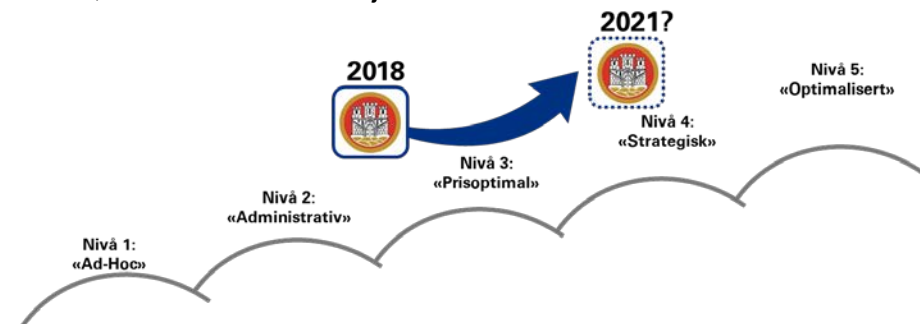 2021?
2018
Nivå 5:
«Optimalisert»
Nivå 4:
«Strategisk»
Nivå 3:
«Prisoptimal»
Nivå 2:
«Administrativ»
Nivå 1:
«Ad-Hoc»